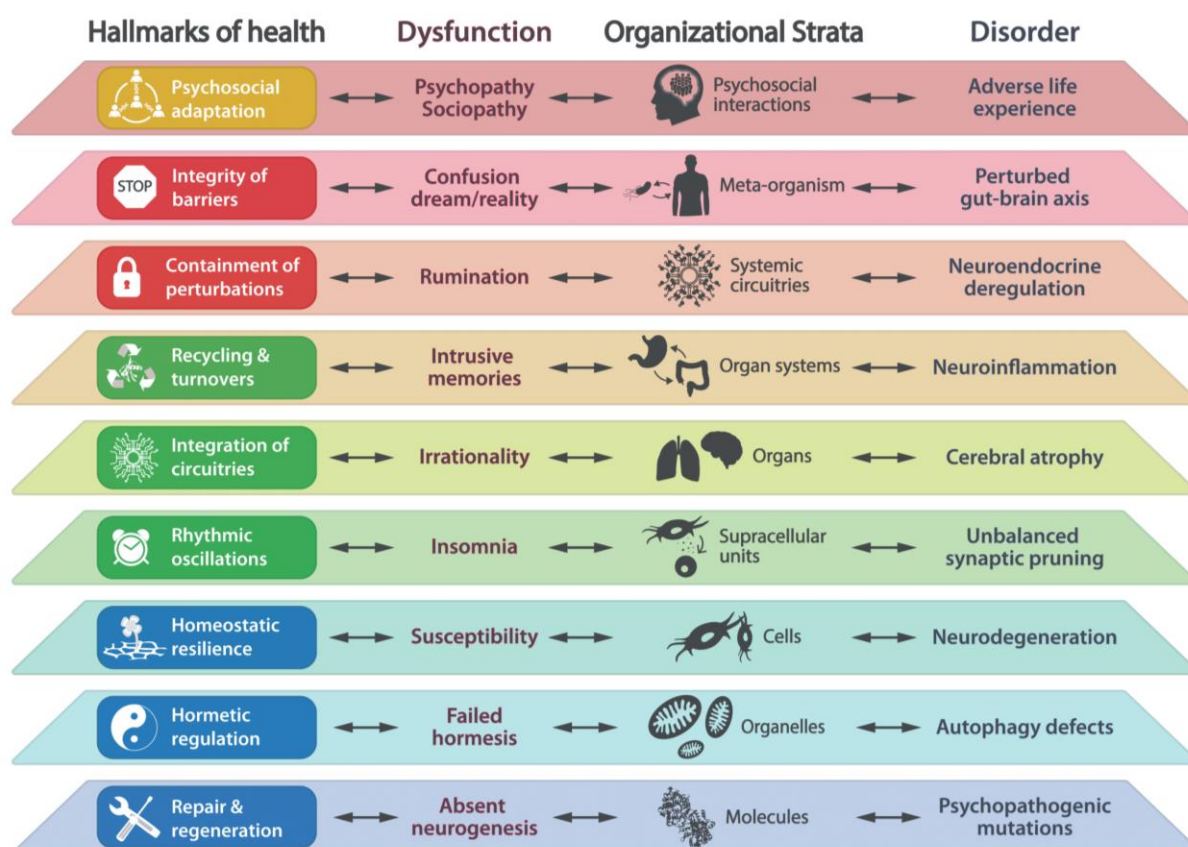 Hallmarks of health Dysfunction Organizational Strata Disorder
Psychosocial
adaptation
Psychopathy
Sociopathy
Psychosocial
interactions
Adverse life
experience
STOP
Integrity of
barriers
Confusion
dream/reality
Meta-organism
Perturbed
gut-brain axis
Containment of
perturbations
Rumination
Systemic
circuitries
Neuroendocrine
deregulation
Recycling &
turnovers
Intrusive
memories
Organ systems
Neuroinflammation
Integration of
circuitries
Irrationality
Organs
Cerebral atrophy
Rhythmic
oscillations
Insomnia
Supracellular
units
Unbalanced
synaptic pruning
Homeostatic
resilience
Susceptibility
Cells
Neurodegeneration
Hormetic
regulation
Failed
hormesis
Organelles
Autophagy defects
Repair &
regeneration
Absent
neurogenesis
Molecules
Psychopathogenic
mutations